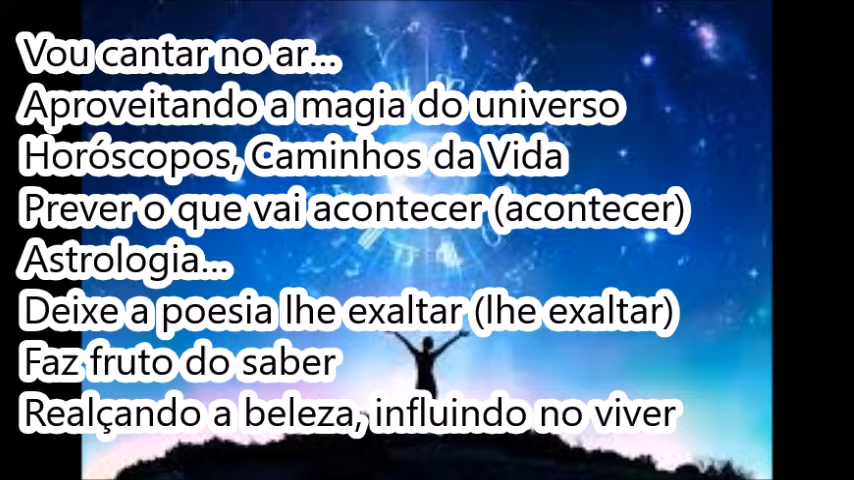 Vou cantar no ar...
Aproveitando a magia do universo
Horóscopos, Caminhos da Vida
Prever o que vai acontecer (acontecer)
Astrologia...
Deixe a poesia lhe exaltar (lhe exaltar)
Faz fruto do saber
Realçando a beleza, influindo no viver